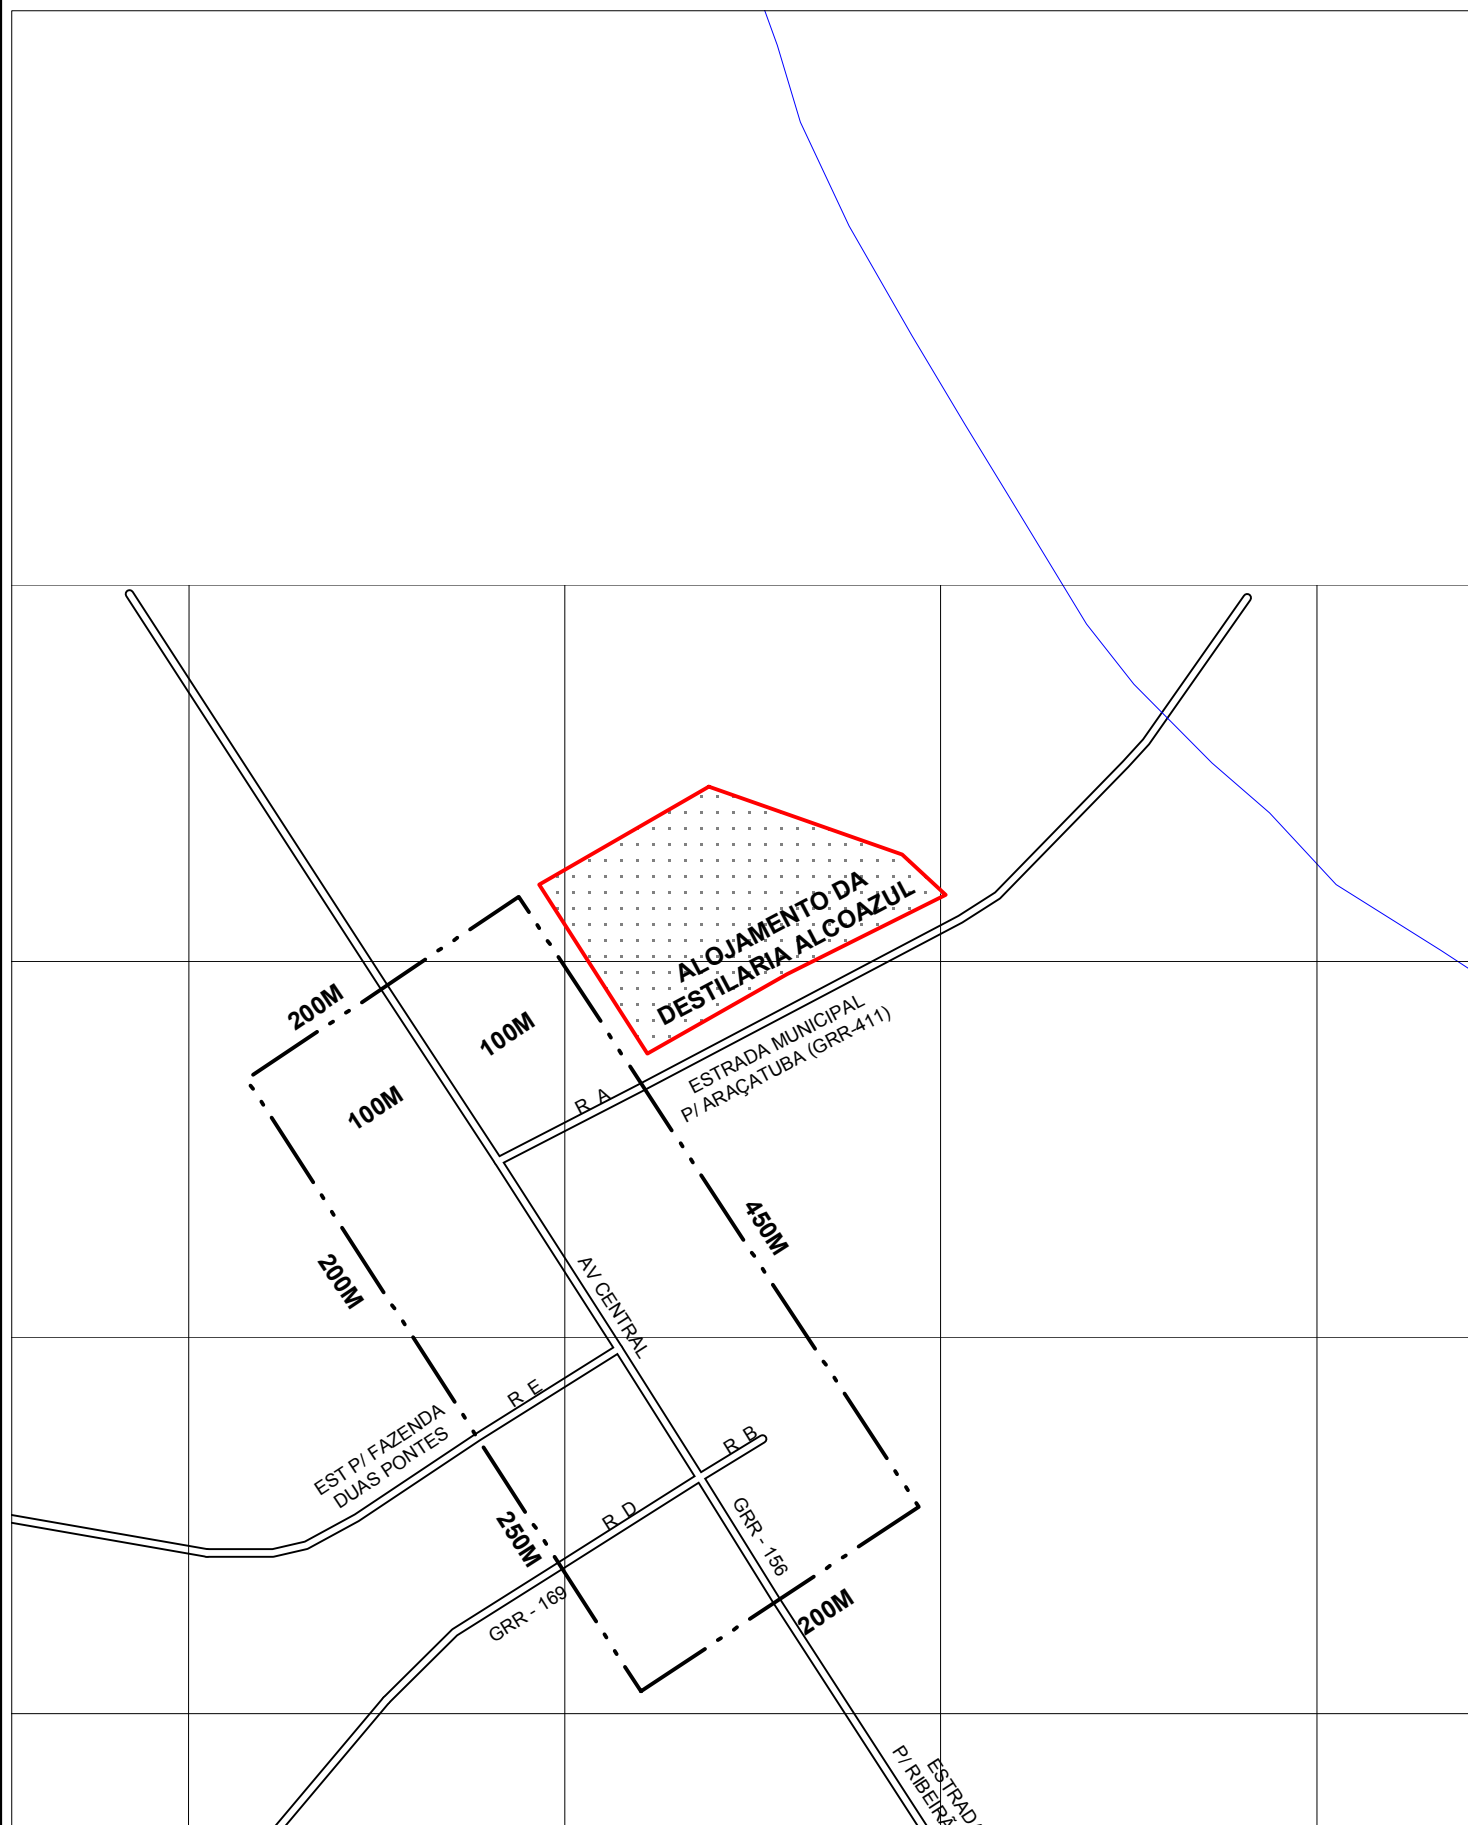 ALOJAMENTO DA
DESTILARIA ALCOAZUL
200M
100M
100M
ESTRADA MUNICIPAL
P/ ARAÇATUBA (GRR-411)
R A
450M
200M
AV CENTRAL
R E
EST P/ FAZENDA
DUAS PONTES
R B
R D
250M
GRR - 156
GRR - 169
200M
P/